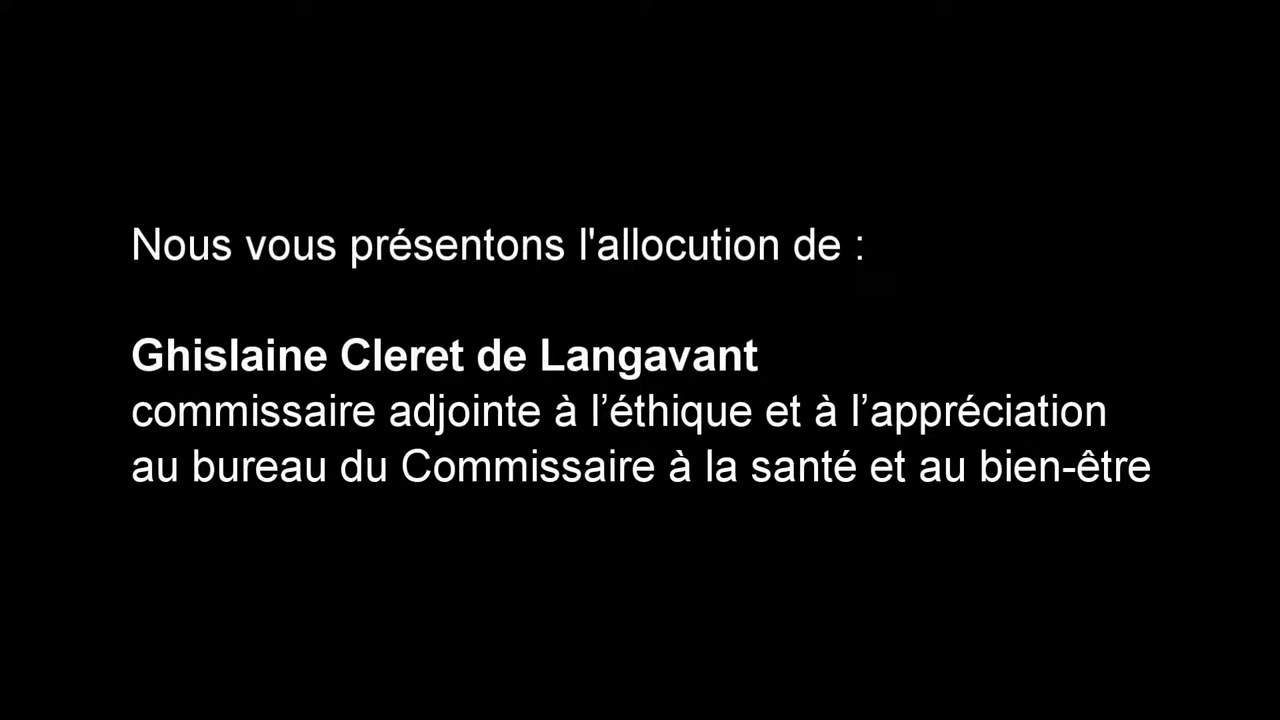 Nous vous présentons l'allocution de :
Ghislaine Cleret de Langavant
commissaire adjointe à l’éthique et à l’appréciation
au bureau du Commissaire à la santé et au bien-être